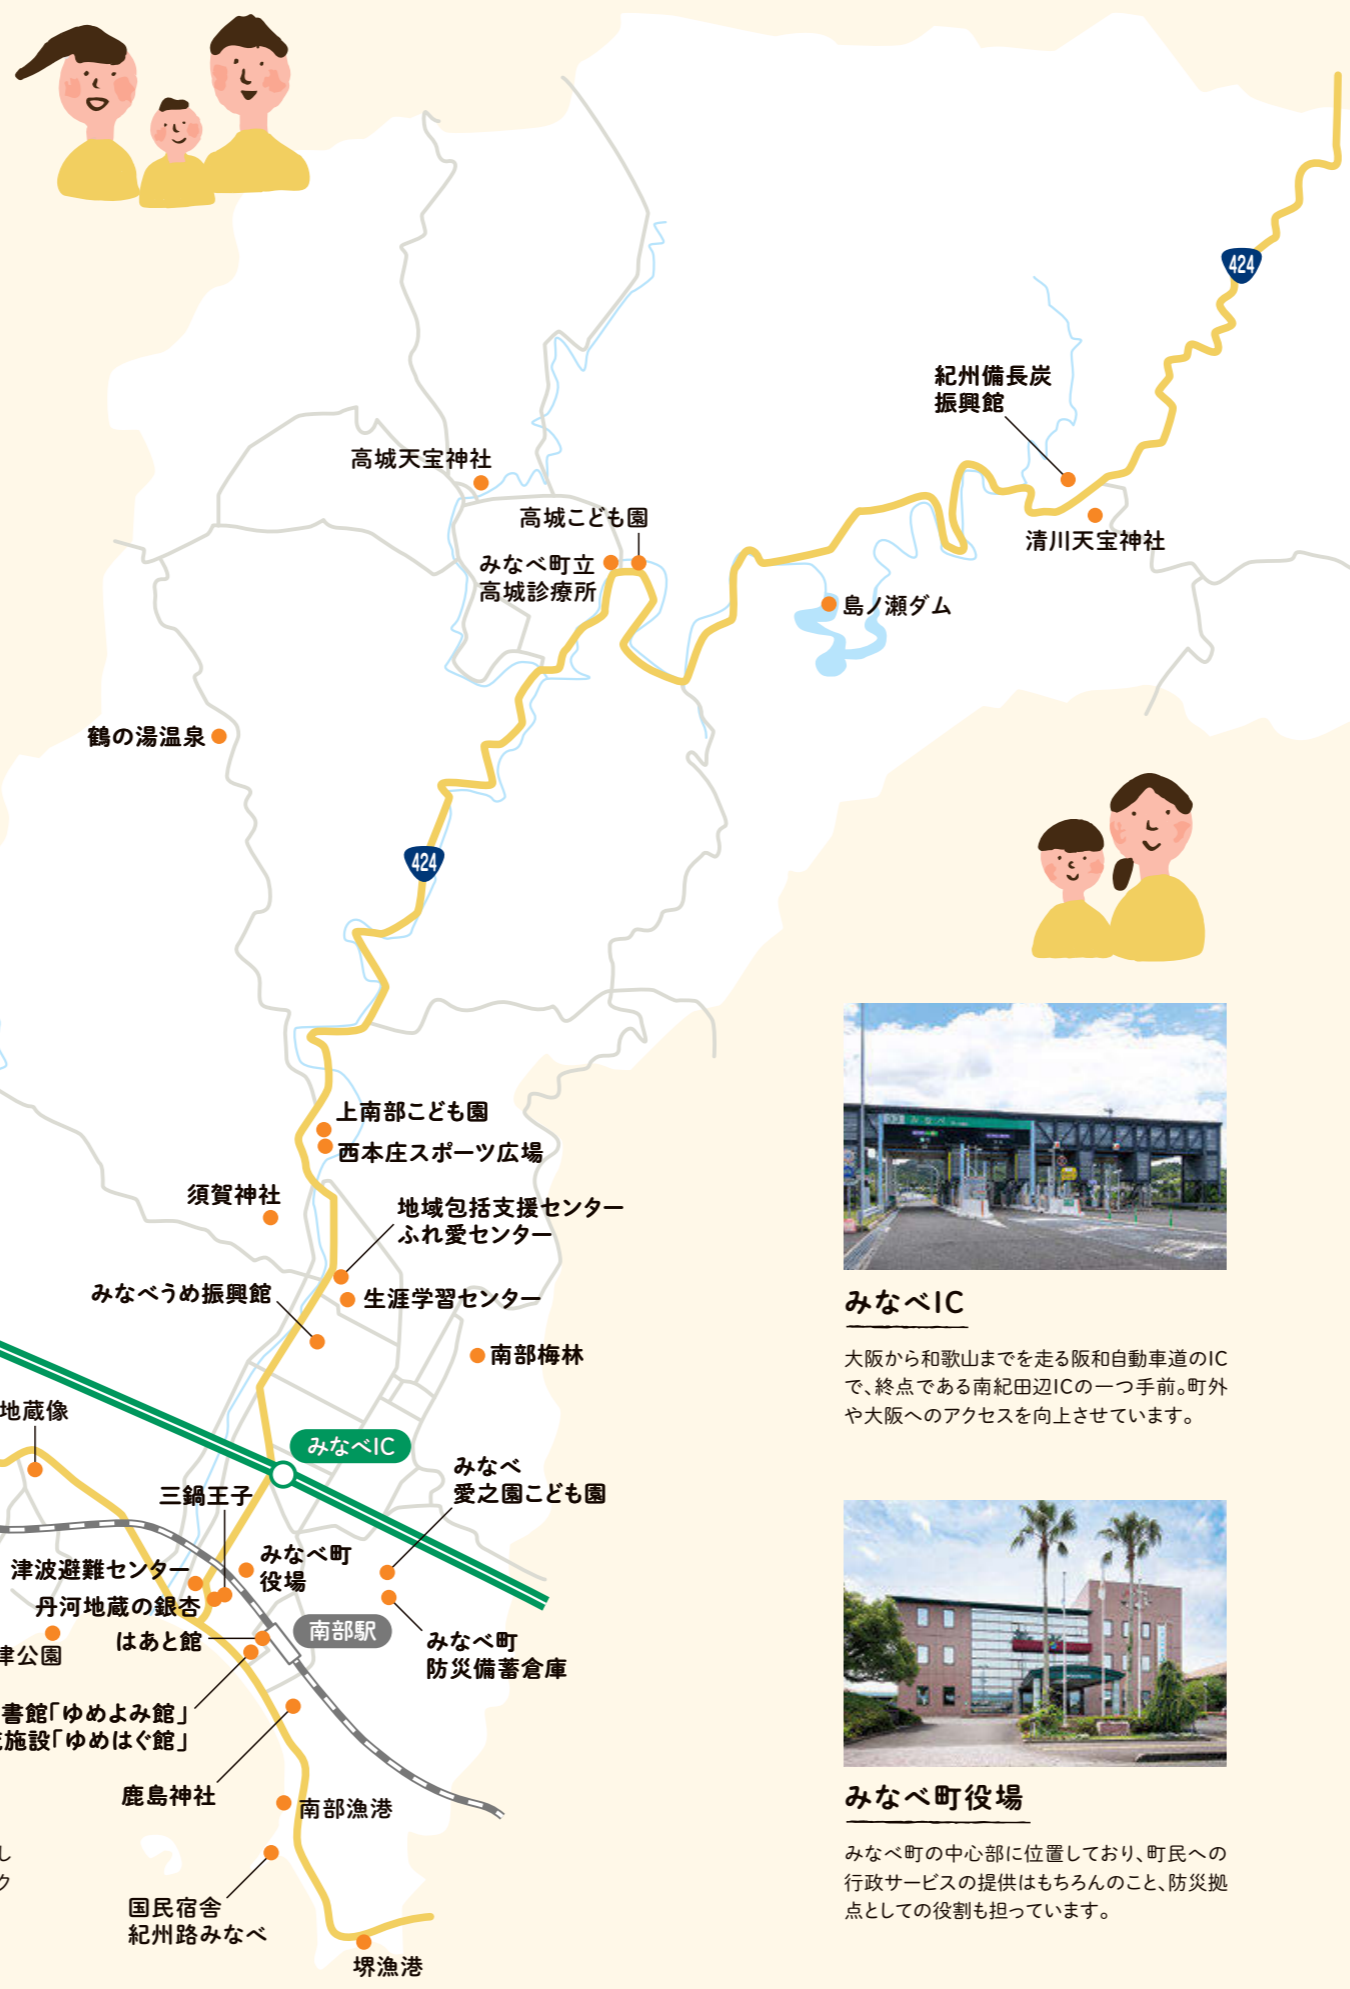 424
紀州備長炭
振興館
高城天宝神社
高城こども園
清川天宝神社
みなべ町立
高城診療所
島ノ瀬ダム
鶴の湯温泉
424
上南部こども園
西本庄スポーツ広場
須賀神社
地域包括支援センター
ふれ愛センター
みなべうめ振興館
生涯学習センター
南部梅林
地蔵像
みなべIC
みなべ
愛之園こども園
三鍋王子
みなべ町
役場
津波避難センター
丹河地蔵の銀杏
はあと館
南部駅
津公園
みなべ町
防災備蓄倉庫
書館「ゆめよみ館」
施設「ゆめはぐ館」
鹿島神社
南部漁港
し
ク
国民宿舎
紀州路みなべ
堺漁港
みなべ
みなべIC
大阪から和歌山までを走る阪和自動車道のIC
で、終点である南紀田辺ICの一つ手前。町外
や大阪へのアクセスを向上させています。
みなべ町役場
みなべ町の中心部に位置しており、町民への
行政サービスの提供はもちろんのこと、防災拠
点としての役割も担っています。